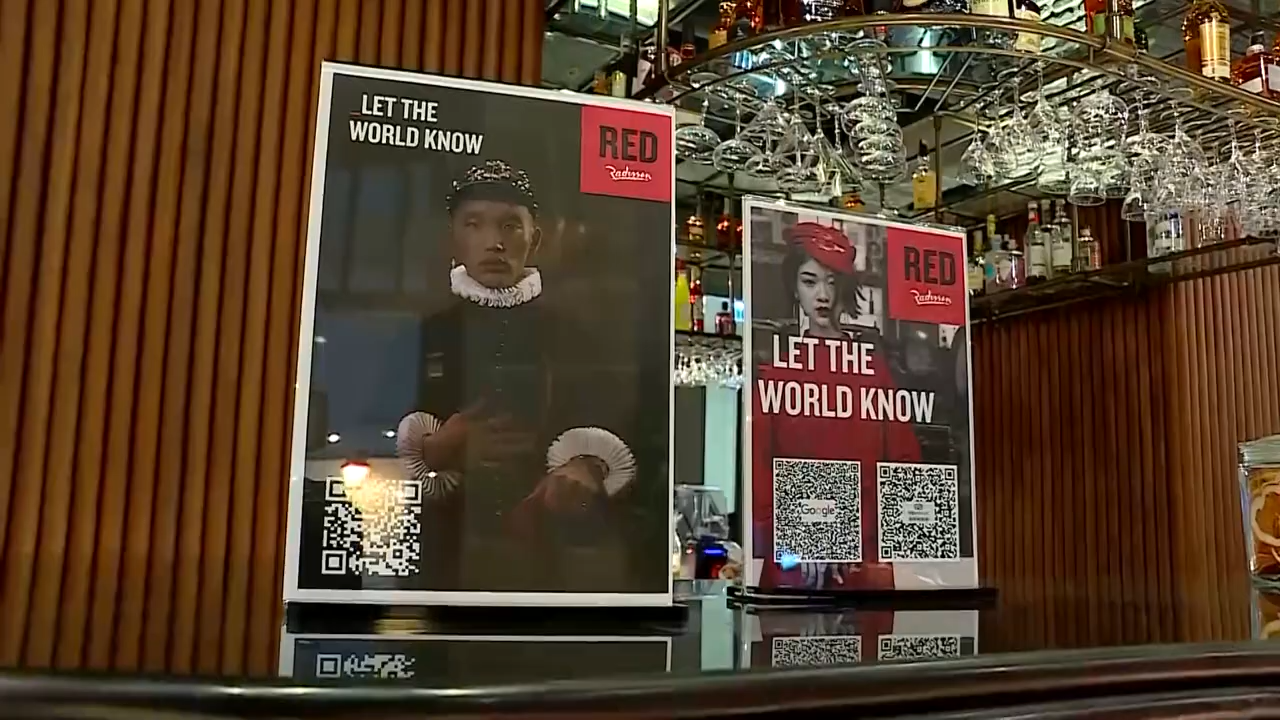 LET THE
WORLD KNOW
RED
Radisson
RED
Radisson
LET THE
WORLD KNOW
Google